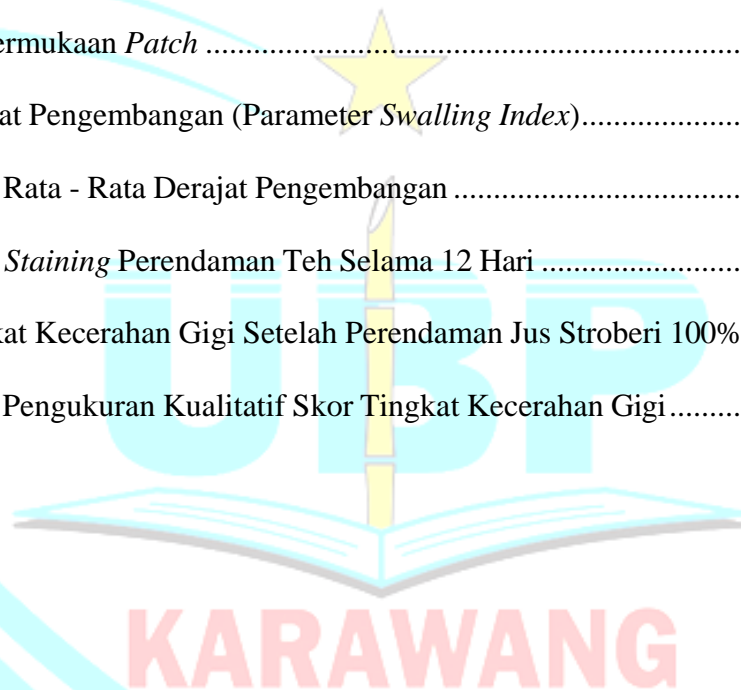 ermukaan Patch ..........................................................................
at Pengembangan (Parameter Swalling Index).....................
Rata - Rata Derajat Pengembangan .....................................
Staining Perendaman Teh Selama 12 Hari .........................
kat Kecerahan Gigi Setelah Perendaman Jus Stroberi 100%
Pengukuran Kualitatif Skor Tingkat Kecerahan Gigi.........
UBP
KARAWANG